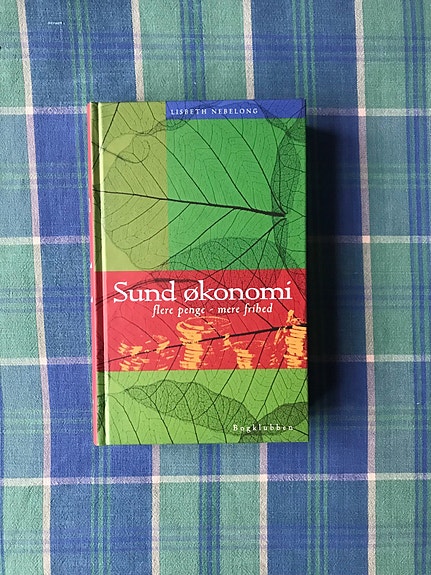 LISBETH NEBELONG
Sund økonomi
flere penge - mere frihed
Bogklubben